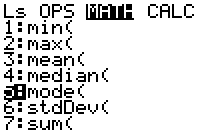 Ls OPS MATH CALC
1:min(
2:max(
3:mean(
4:median(
5:mode(
6:stdDev(
7:sum(